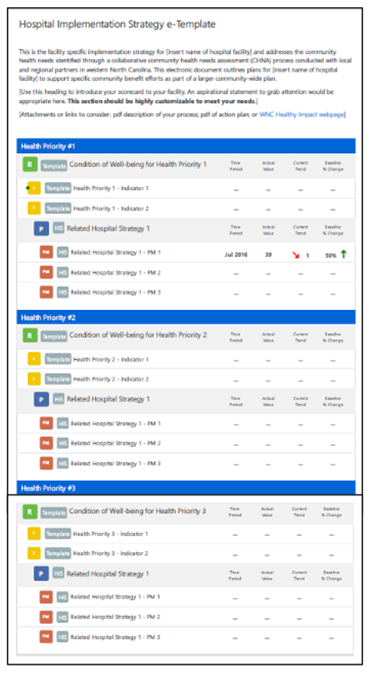 Hospital Implementation Strategy e-Template
This is the facility specific implementation strategy for [insert name of hospital facility] and addresses the community
health needs identified through a collaborative community health needs assessment (CHNA) process conducted with local
and regional partners in western North Carolina. This electronic document outlines plans for [insert name of hospital
facility] to support specific community benefit efforts as part of a larger community-wide plan.
[Use this heading to introduce your scorecard to your facility. An aspirational statement to grab attention would be
appropriate here. This section should be highly customizable to meet your needs.]
[Attachments or links to consider: pdf description of your process; pdf of action plan; or WNC Healthy Impact webpage]
Health Priority #1
R Template Condition of Well-being for Health Priority 1 Time Period Actual Value Current Trend Baseline % Change
I Template Health Priority 1 - Indicator 1 — — — —
I Template Health Priority 1 - Indicator 2 — — — —
P HIS Related Hospital Strategy 1 Time Period Actual Value Current Trend Baseline % Change
PM HIS Related Hospital Strategy 1 - PM 1 Jul 2016 39 ↘ 1 50% ↑
PM HIS Related Hospital Strategy 1 - PM 2 — — — —
PM HIS Related Hospital Strategy 1 - PM 3 — — — —
Health Priority #2
R Template Condition of Well-being for Health Priority 2 Time Period Actual Value Current Trend Baseline % Change
I Template Health Priority 2 - Indicator 1 — — — —
I Template Health Priority 2 - Indicator 2 — — — —
P HIS Related Hospital Strategy 1 Time Period Actual Value Current Trend Baseline % Change
PM HIS Related Hospital Strategy 1 - PM 1 — — — —
PM HIS Related Hospital Strategy 1 - PM 2 — — — —
PM HIS Related Hospital Strategy 1 - PM 3 — — — —
Health Priority #3
R Template Condition of Well-being for Health Priority 3 Time Period Actual Value Current Trend Baseline % Change
I Template Health Priority 3 - Indicator 1 — — — —
I Template Health Priority 3 - Indicator 2 — — — —
P HIS Related Hospital Strategy 1 Time Period Actual Value Current Trend Baseline % Change
PM HIS Related Hospital Strategy 1 - PM 1 — — — —
PM HIS Related Hospital Strategy 1 - PM 2 — — — —
PM HIS Related Hospital Strategy 1 - PM 3 — — — —